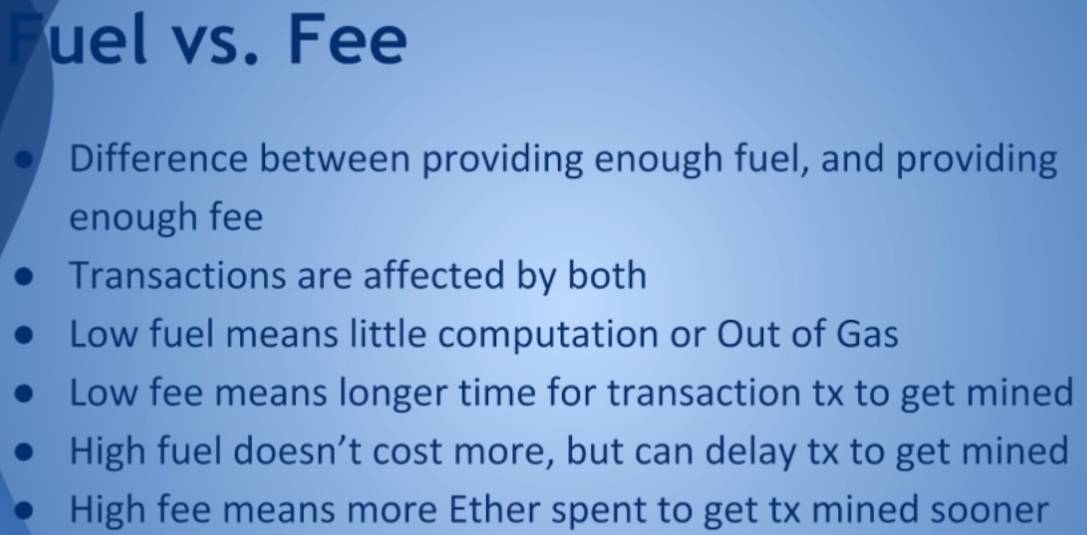 Fuel vs. Fee
● Difference between providing enough fuel, and providing
enough fee
● Transactions are affected by both
● Low fuel means little computation or Out of Gas
● Low fee means longer time for transaction tx to get mined
● High fuel doesn’t cost more, but can delay tx to get mined
● High fee means more Ether spent to get tx mined sooner